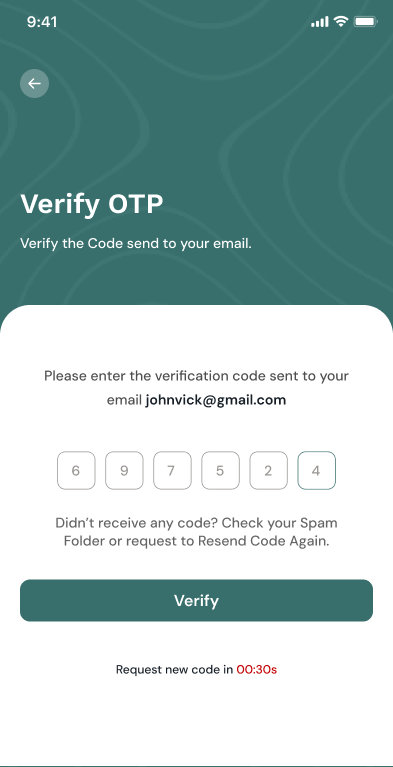 9:41
Verify OTP
Verify the Code send to your email.
Please enter the verification code sent to your
email johnvick@gmail.com
6 9 7 5 2 4
Didn’t receive any code? Check your Spam
Folder or request to Resend Code Again.
Verify
Request new code in 00:30s